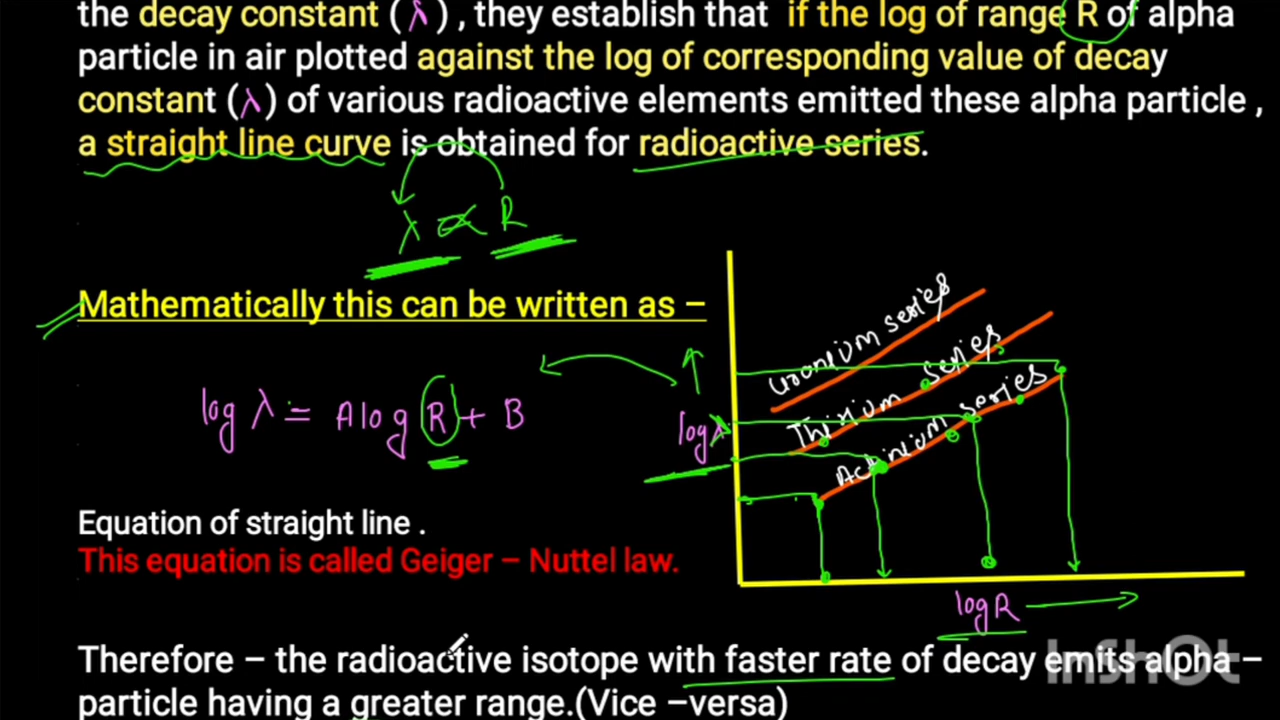 the decay constant (λ) , they establish that if the log of range R of alpha
particle in air plotted against the log of corresponding value of decay
constant (λ) of various radioactive elements emitted these alpha particle ,
a straight line curve is obtained for radioactive series.
λ ∝ R
Mathematically this can be written as –
log λ = A log R + B
Equation of straight line .
This equation is called Geiger – Nuttel law.
Uranium series
Thirium series
Actineium series
log λ
log R
Therefore – the radioactive isotope with faster rate of decay emits alpha –
particle having a greater range.(Vice –versa)
InShOt